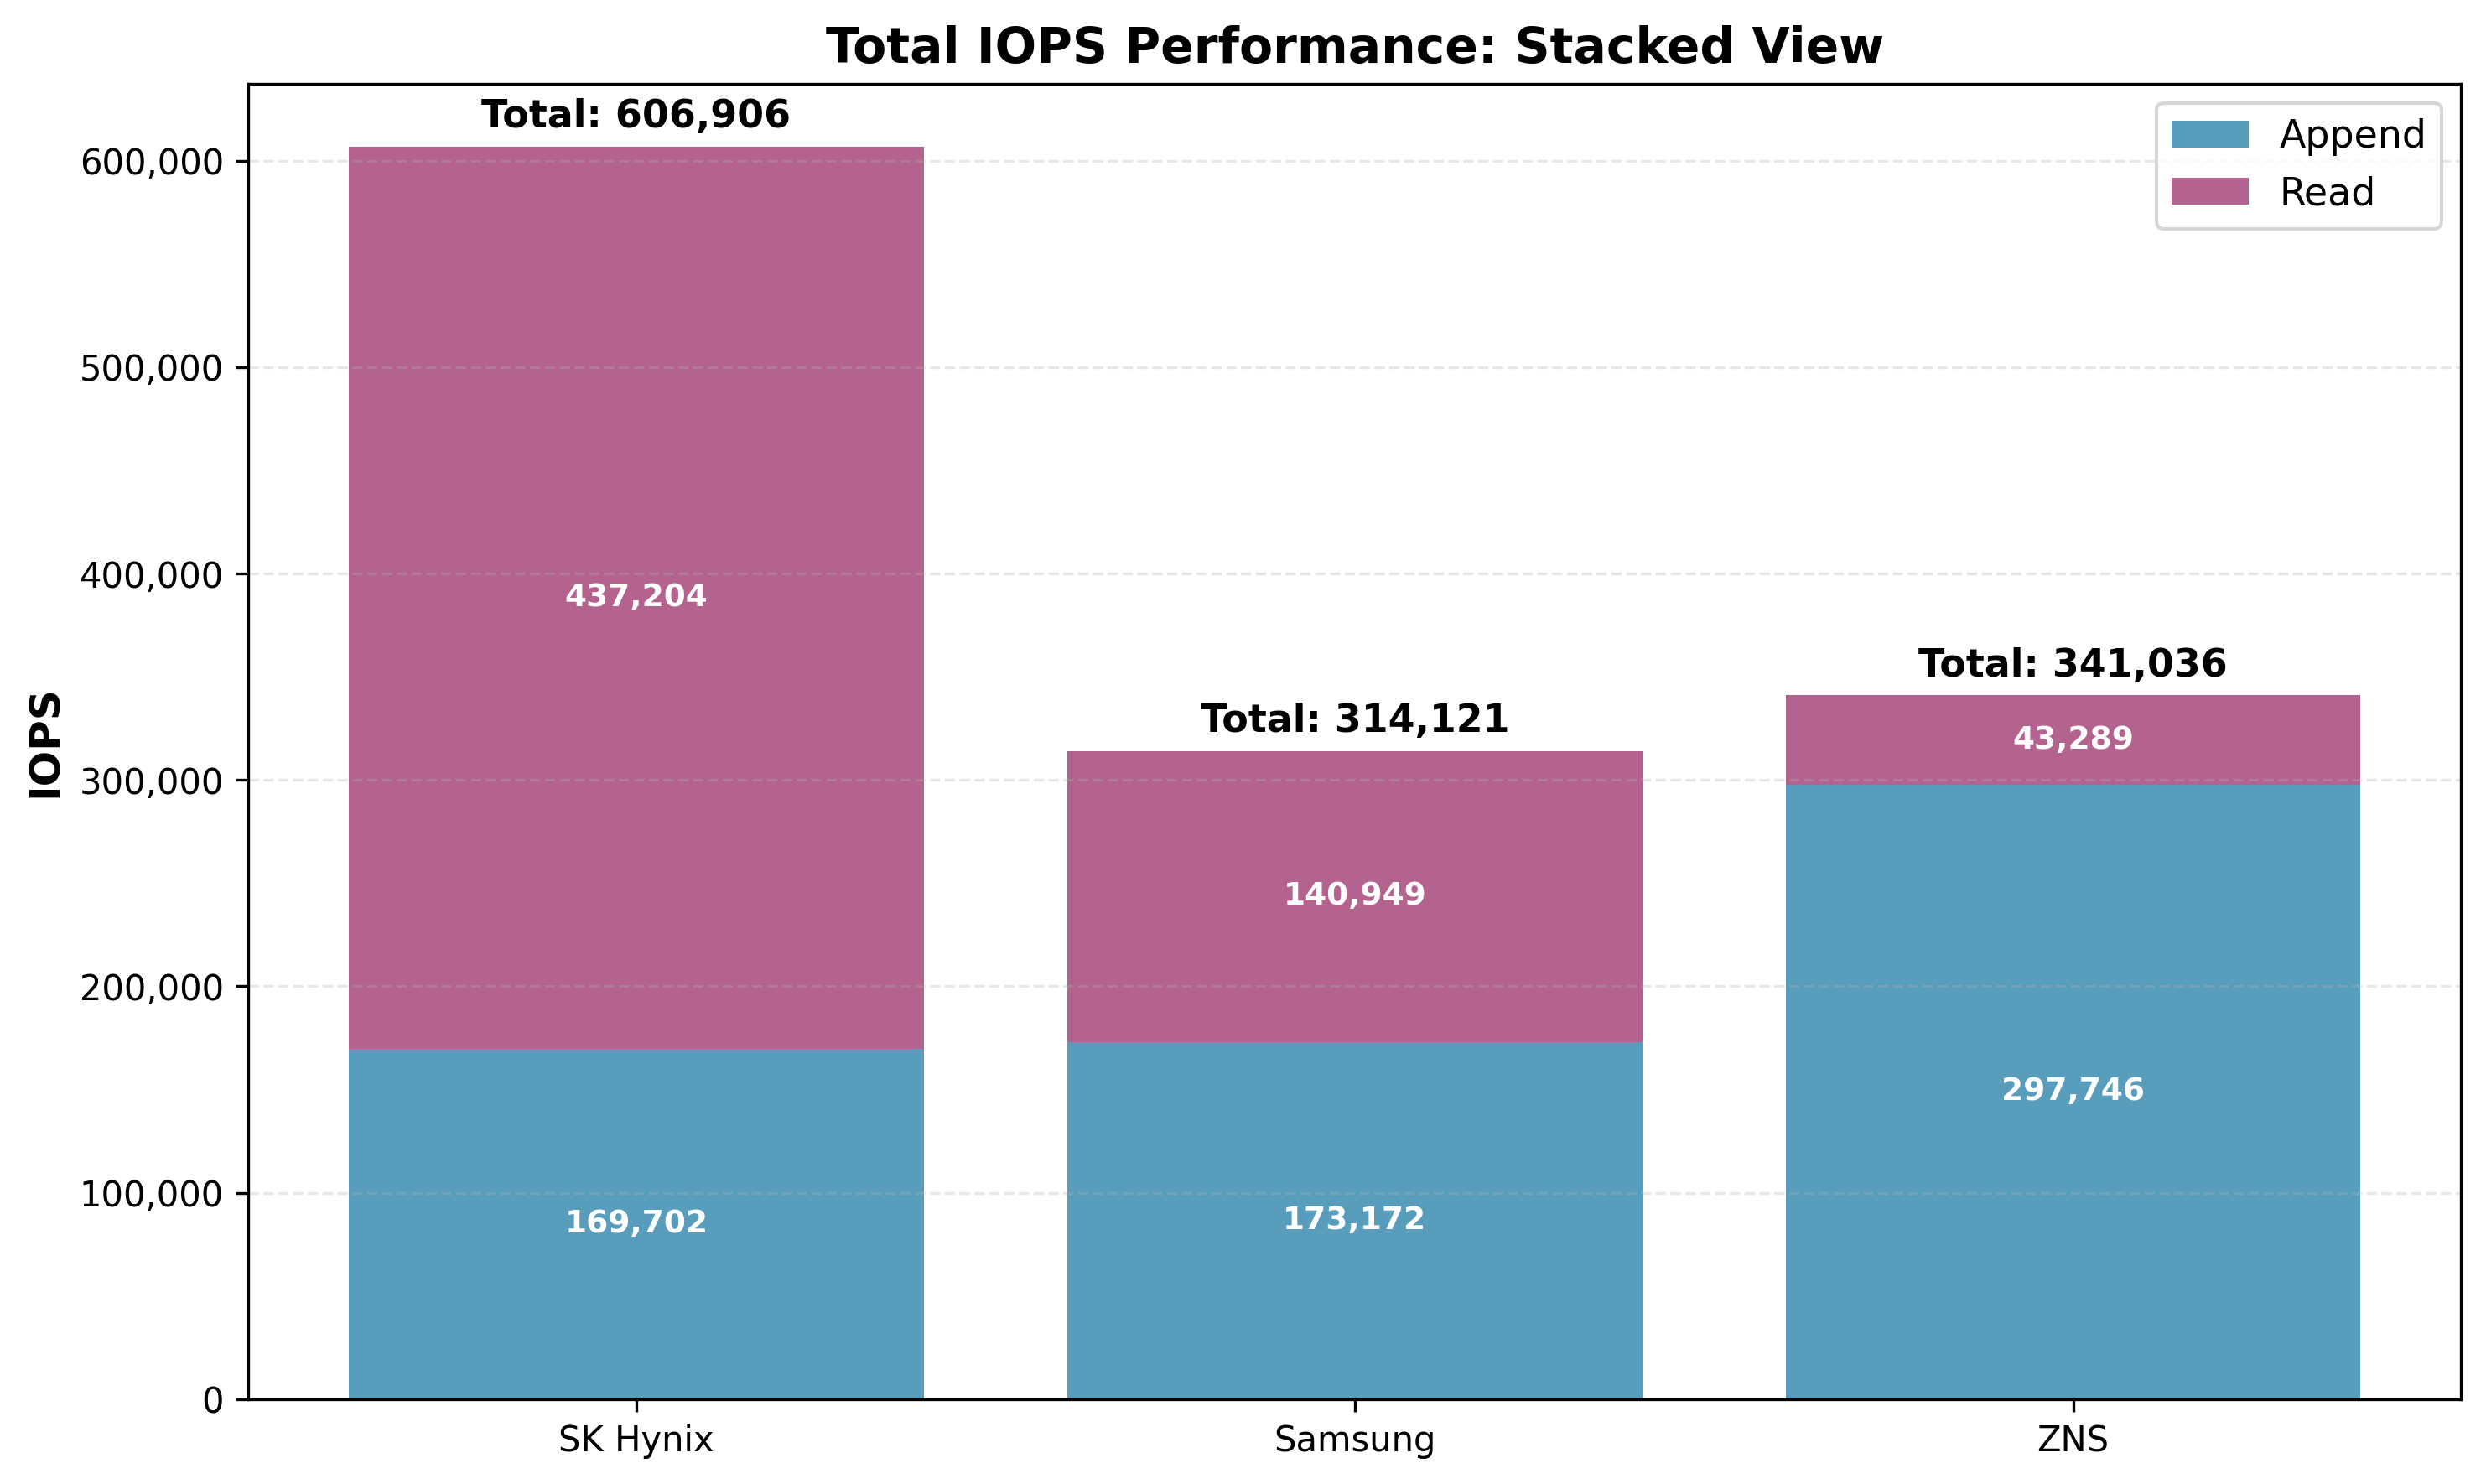 Total IOPS Performance: Stacked View
Total: 606,906
Append
Read
600,000
500,000
400,000
437,204
Total: 341,036
Total: 314,121
43,289
IOPS
300,000
140,949
200,000
297,746
100,000
169,702
173,172
0
SK Hynix
Samsung
ZNS